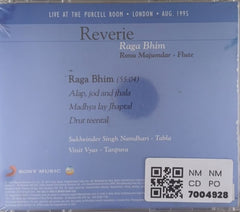 LIVE AT THE PURCELL ROOM • LONDON • AUG. 1995
Reverie
Raga Bhim
Ronu Majumdar - Flute
Raga Bhim (55:04)
Alap, jod and jhala
Madhya lay Jhaptal
Drut teental
Sukhvinder Singh Namdhari - Tabla
Vinit Vyas - Tanpura
SONY MUSIC
NM NM
CD PO
7004928